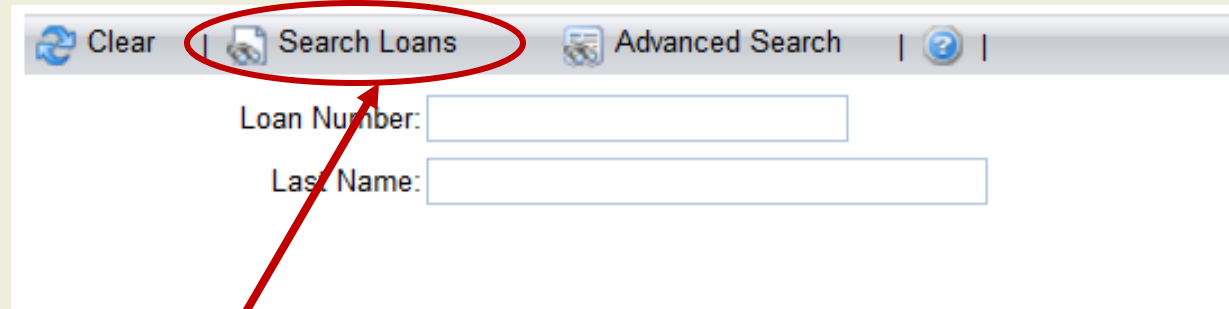 Clear | Search Loans Advanced Search | ? |
Loan Number:
Last Name: